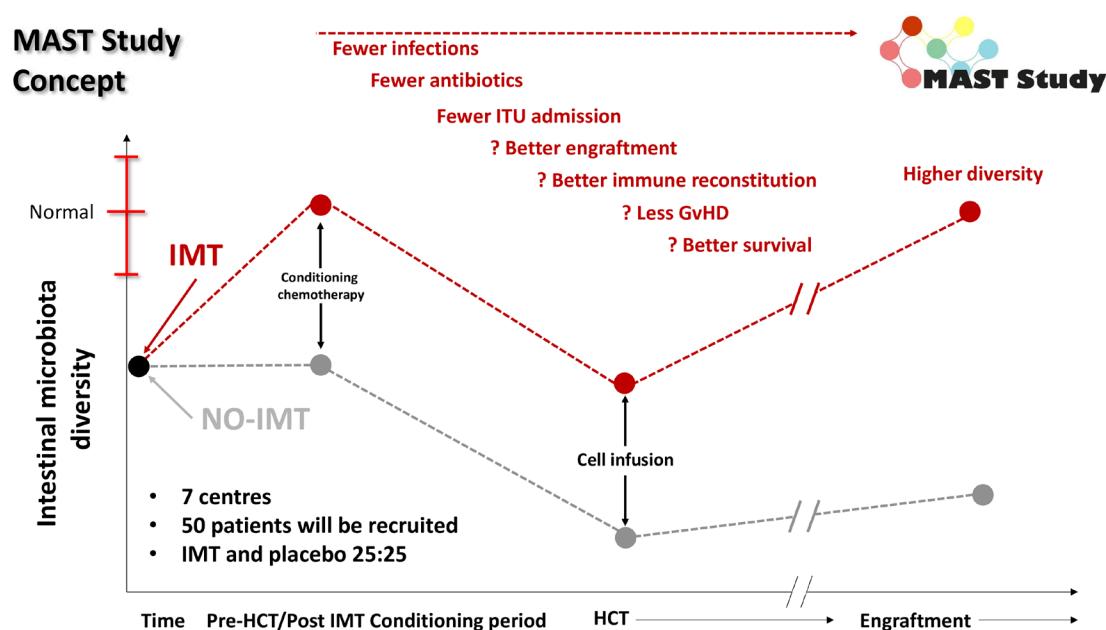 MAST Study
Concept
Fewer infections
Fewer antibiotics
Fewer ITU admission
? Better engraftment
? Better immune reconstitution
? Less GvHD
? Better survival
MAST Study
Higher diversity
Normal
IMT
Conditioning
chemotherapy
NO-IMT
Cell infusion
Intestinal microbiota
diversity
• 7 centres
• 50 patients will be recruited
• IMT and placebo 25:25
Time Pre-HCT/Post IMT Conditioning period HCT Engraftment